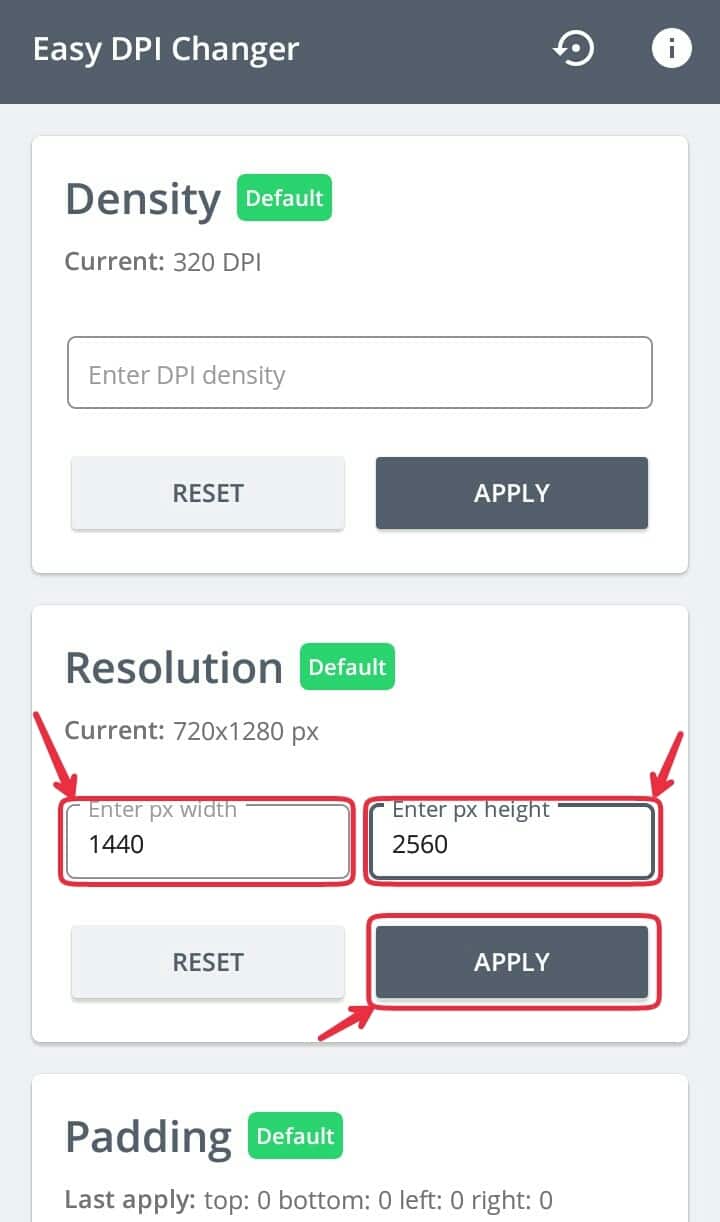 Easy DPI Changer
Density Default
Current: 320 DPI
Enter DPI density
RESET APPLY
Resolution Default
Current: 720x1280 px
Enter px width Enter px height
1440 2560
RESET APPLY
Padding Default
Last apply: top: 0 bottom: 0 left: 0 right: 0